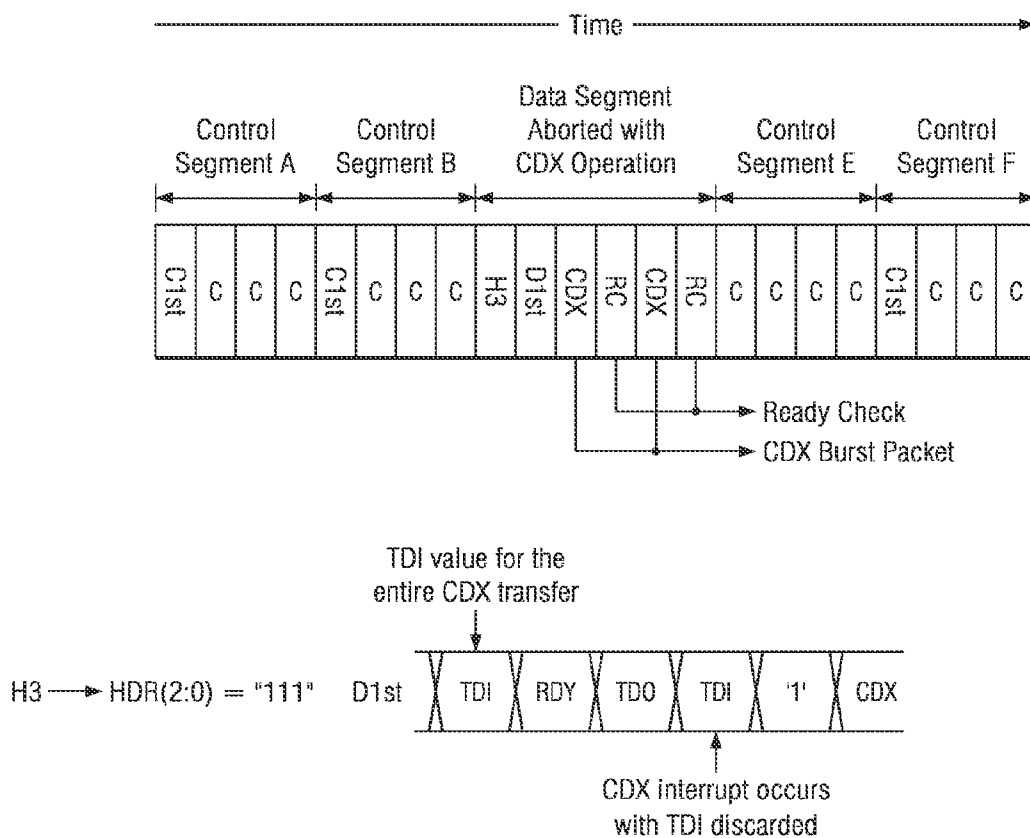 Time
Data Segment
Aborted with
CDX Operation
Control
Segment A
Control
Segment B
Control
Segment E
Control
Segment F
C1st C C C C1st C C C H3 D1st CDX RC CDX RC C C C C C1st C C C
Ready Check
CDX Burst Packet
TDI value for the
entire CDX transfer
H3 HDR(2:0) = "111" D1st TDI RDY TDO TDI '1' CDX
CDX interrupt occurs
with TDI discarded